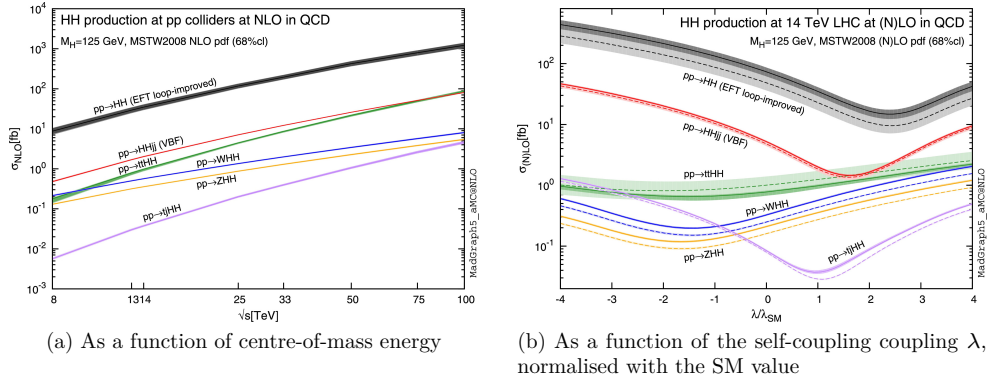 HH production at pp colliders at NLO in QCD
M_H=125 GeV, MSTW2008 NLO pdf (68%cl)
pp→HH (EFT loop-improved)
pp→HHjj (VBF)
pp→ttHH
pp→WHH
pp→ZHH
pp→tjHH
σ_NLO[fb]
10^3
10^2
10^1
10^0
10^-1
10^-2
10^-3
8
1314
25
33
50
75
100
√s[TeV]
MadGraph5_aMC@NLO
(a) As a function of centre-of-mass energy
HH production at 14 TeV LHC at (N)LO in QCD
M_H=125 GeV, MSTW2008 (N)LO pdf (68%cl)
pp→HH (EFT loop-improved)
pp→HHjj (VBF)
pp→ttHH
pp→WHH
pp→ZHH
pp→tjHH
σ_(N)LO[fb]
10^2
10^1
10^0
10^-1
-4
-3
-2
-1
0
1
2
3
4
λ/λ_SM
MadGraph5_aMC@NLO
(b) As a function of the self-coupling coupling λ,
normalised with the SM value